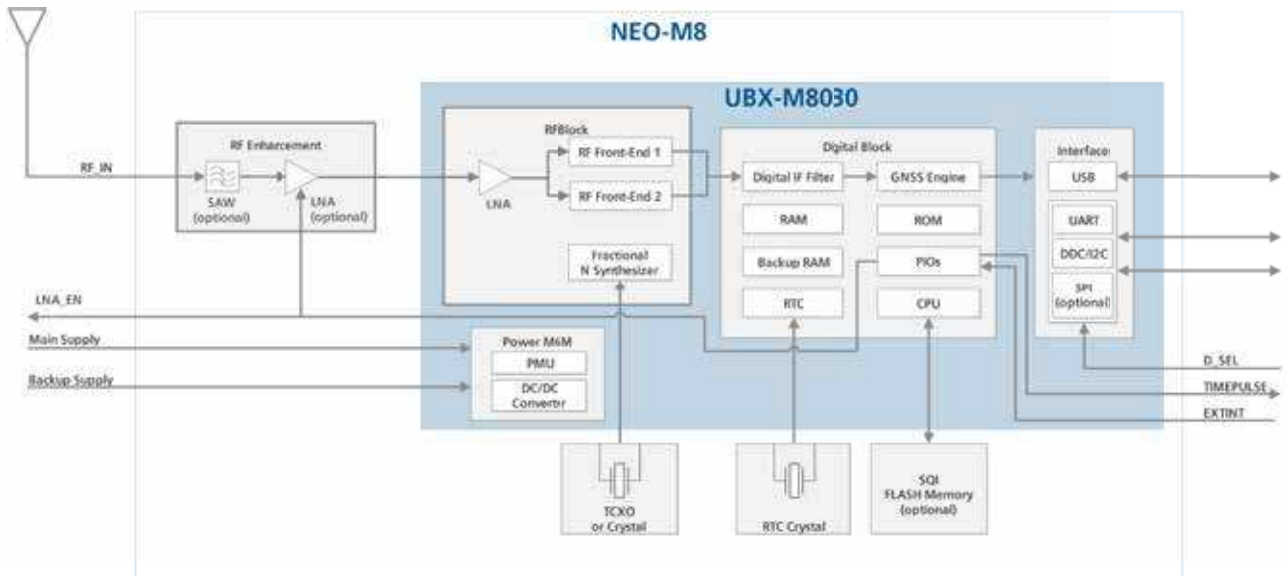 NEO-M8
UBX-M8030
RF Enhancement
RF_IN
SAW
(optional)
LNA
(optional)
RFBlock
RF Front-End 1
RF Front-End 2
LNA
Fractional
N Synthesizer
Digital Block
Digital IF Filter
GNSS Engine
RAM
ROM
Backup RAM
PIOs
RTC
CPU
Interface
USB
UART
DDC/I2C
SPI
(optional)
LNA_EN
Main Supply
Backup Supply
Power MGM
PMU
DC/DC
Converter
D_SEL
TIMEPULSE
EXTINT
TCXO
or Crystal
RTC Crystal
SQI
FLASH Memory
(optional)